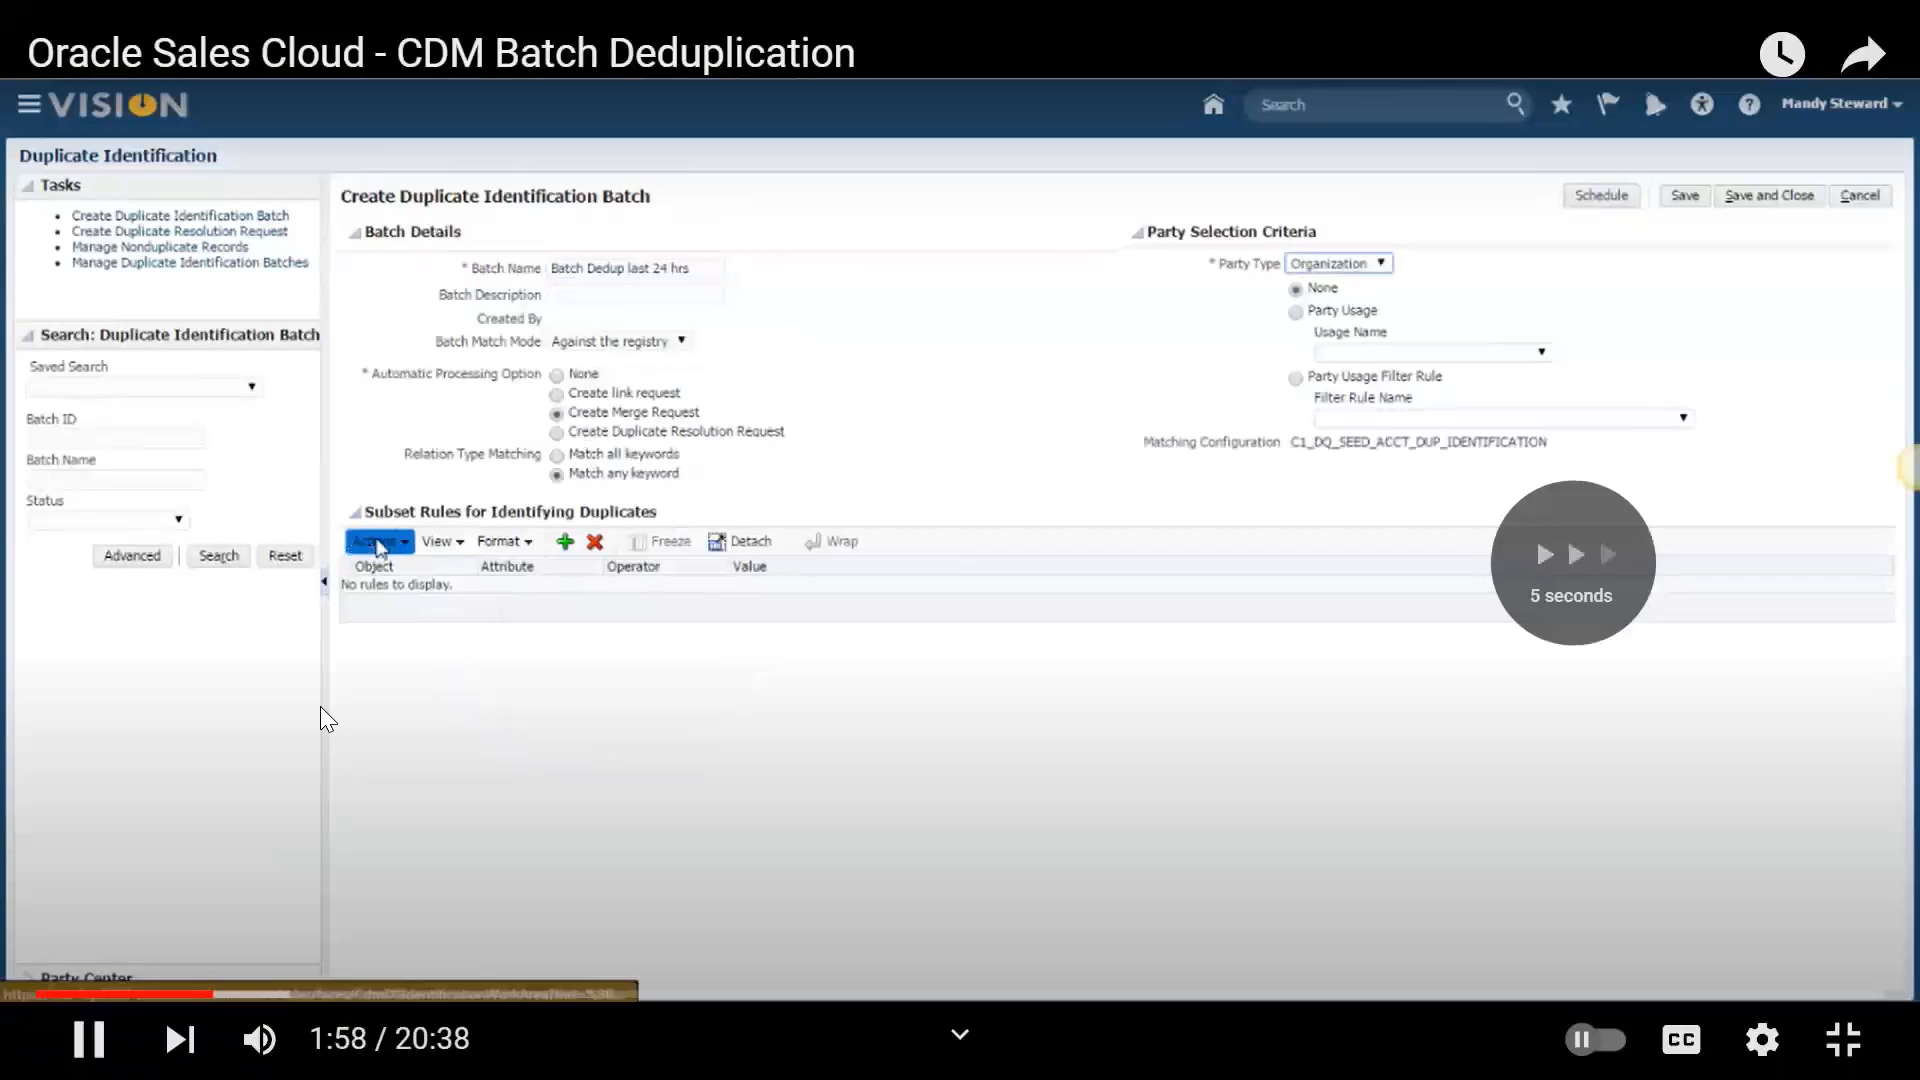 Oracle Sales Cloud - CDM Batch Deduplication
VISION
Search
Mandy Steward
Duplicate Identification
Tasks
Create Duplicate Identification Batch
Create Duplicate Resolution Request
Manage Nonduplicate Records
Manage Duplicate Identification Batches
Search: Duplicate Identification Batch
Saved Search
Batch ID
Batch Name
Status
Advanced
Search
Reset
Party Center
Create Duplicate Identification Batch
Schedule
Save
Save and Close
Cancel
Batch Details
* Batch Name Batch Dedup last 24 hrs
Batch Description
Created By
Batch Match Mode Against the registry
* Automatic Processing Option None
Create link request
Create Merge Request
Create Duplicate Resolution Request
Relation Type Matching Match all keywords
Match any keyword
Party Selection Criteria
* Party Type Organization
None
Party Usage
Usage Name
Party Usage Filter Rule
Filter Rule Name
Matching Configuration C1_DQ_SEED_ACCT_DUP_IDENTIFICATION
Subset Rules for Identifying Duplicates
Actions View Format Freeze Detach Wrap
Object Attribute Operator Value
No rules to display.
5 seconds
1:58 / 20:38
CC